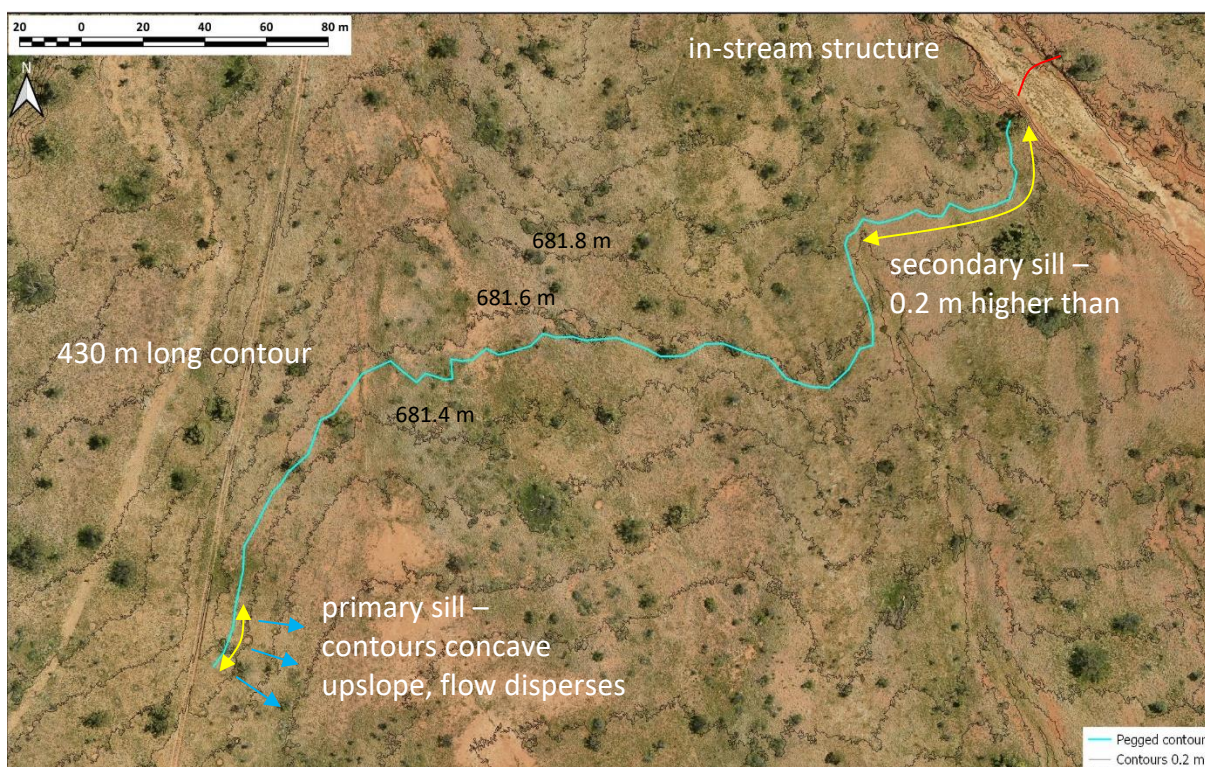 20 0 20 40 60 80 m
N
in-stream structure
681.8 m
secondary sill –
0.2 m higher than
681.6 m
430 m long contour
681.4 m
primary sill –
contours concave
upslope, flow disperses
Pegged contour
Contours 0.2 m